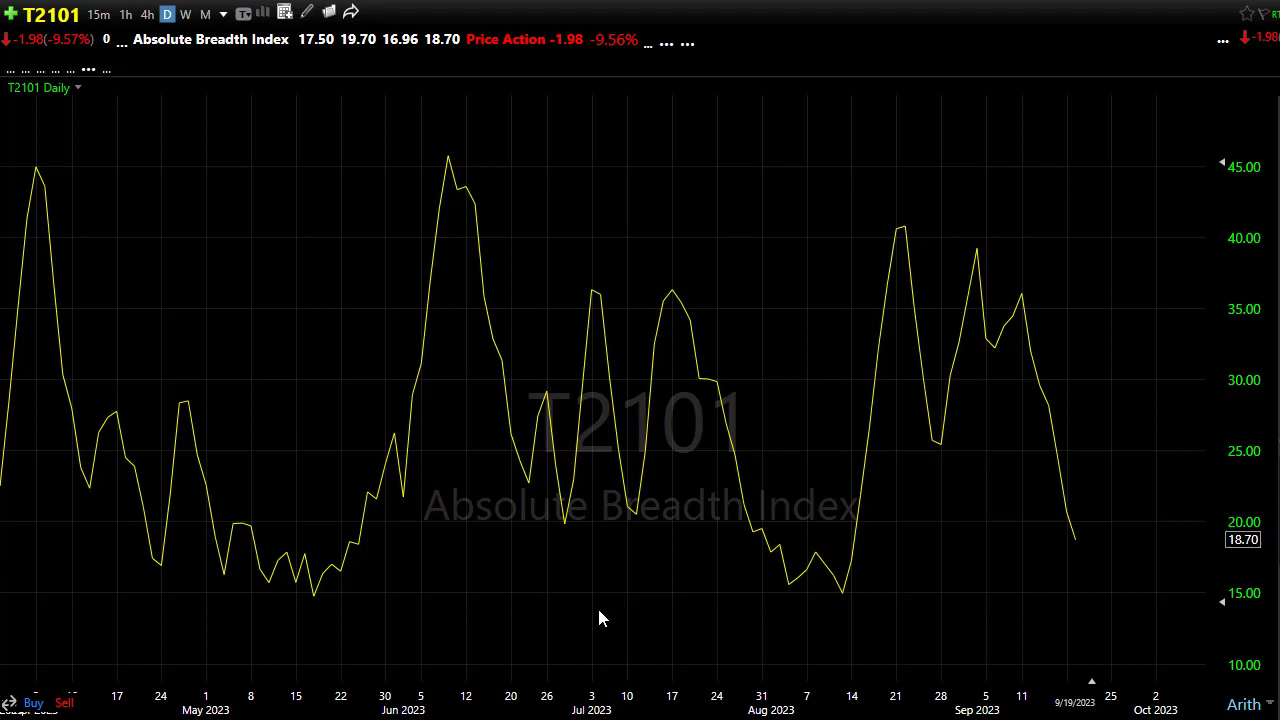 T2101 15m 1h 4h D W M T
-1.98(-9.57%) 0 ... Absolute Breadth Index 17.50 19.70 16.96 18.70 Price Action -1.98 -9.56% ... ... ... ... -1.98
... ... ... ... ... ... ...
T2101 Daily
45.00
40.00
35.00
30.00
T2101
25.00
Absolute Breadth Index
20.00
18.70
15.00
10.00
17 24 1 8 15 22 30 5 12 20 26 3 10 17 24 31 7 14 21 28 5 11 9/19/2023 25 2
Buy Sell May 2023 Jun 2023 Jul 2023 Aug 2023 Sep 2023 Oct 2023 Arith